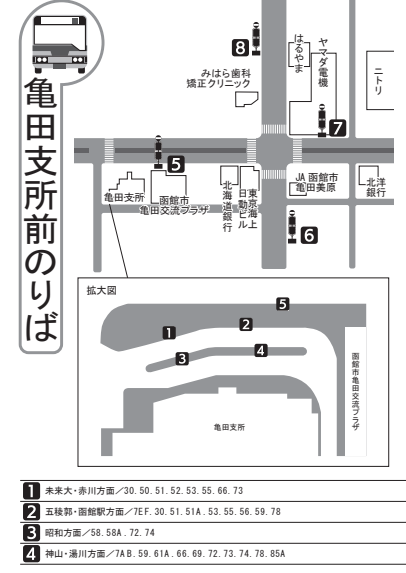 亀田支所前のりば
8
はるやま
ヤマダ電機
ニトリ
みはら歯科
矯正クリニック
7
5
亀田支所
函館市
亀田交流プラザ
北海道銀行
東京海上
日動ビル
JA 函館市
亀田美原
北洋
銀行
6
拡大図
5
1
2
3
4
函館市亀田交流プラザ
亀田支所
1 未来大・赤川方面／30. 50. 51. 52. 53. 55. 66. 73
2 五稜郭・函館駅方面／7EF. 30. 51. 51A. 53. 55. 56. 59. 78
3 昭和方面／58. 58A. 72. 74
4 神山・湯川方面／7AB. 59. 61A. 66. 69. 72. 73. 74. 78. 85A